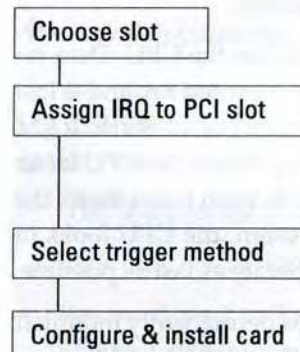 Choose slot
Assign IRQ to PCI slot
Select trigger method
Configure & install card